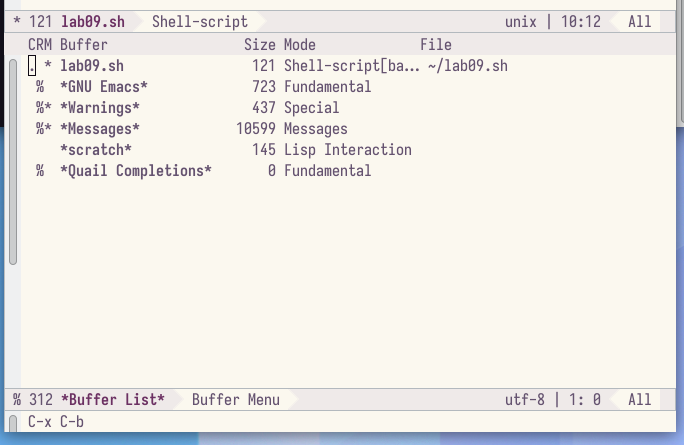 * 121 lab09.sh Shell-script unix | 10:12 All
CRM Buffer Size Mode File
. * lab09.sh 121 Shell-script[ba… ~/lab09.sh
% *GNU Emacs* 723 Fundamental
%* *Warnings* 437 Special
%* *Messages* 10599 Messages
*scratch* 145 Lisp Interaction
% *Quail Completions* 0 Fundamental
% 312 *Buffer List* Buffer Menu utf-8 | 1: 0 All
C-x C-b